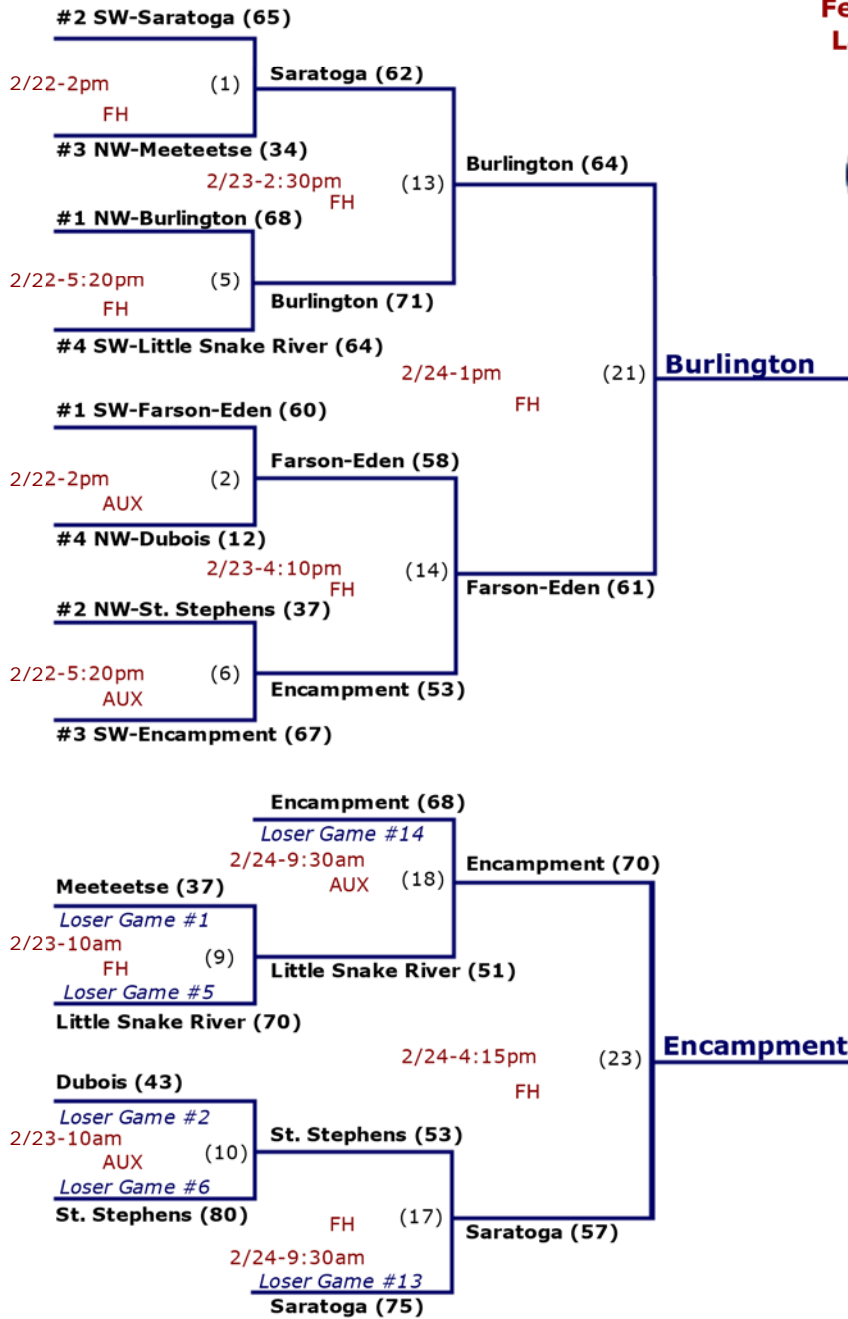 #2 SW-Saratoga (65)
Fe
L
2/22-2pm
(1)
Saratoga (62)
FH
#3 NW-Meeteetse (34)
2/23-2:30pm
(13)
Burlington (64)
FH
#1 NW-Burlington (68)
2/22-5:20pm
(5)
FH
Burlington (71)
#4 SW-Little Snake River (64)
2/24-1pm
(21)
Burlington
FH
#1 SW-Farson-Eden (60)
Farson-Eden (58)
2/22-2pm
(2)
AUX
#4 NW-Dubois (12)
2/23-4:10pm
(14)
FH
Farson-Eden (61)
#2 NW-St. Stephens (37)
2/22-5:20pm
(6)
AUX
Encampment (53)
#3 SW-Encampment (67)
Encampment (68)
Loser Game #14
2/24-9:30am
AUX
(18)
Encampment (70)
Meeteetse (37)
Loser Game #1
2/23-10am
(9)
FH
Loser Game #5
Little Snake River (51)
Little Snake River (70)
2/24-4:15pm
(23)
Encampment
FH
Dubois (43)
Loser Game #2
2/23-10am
(10)
AUX
Loser Game #6
St. Stephens (53)
St. Stephens (80)
FH
(17)
Saratoga (57)
2/24-9:30am
Loser Game #13
Saratoga (75)